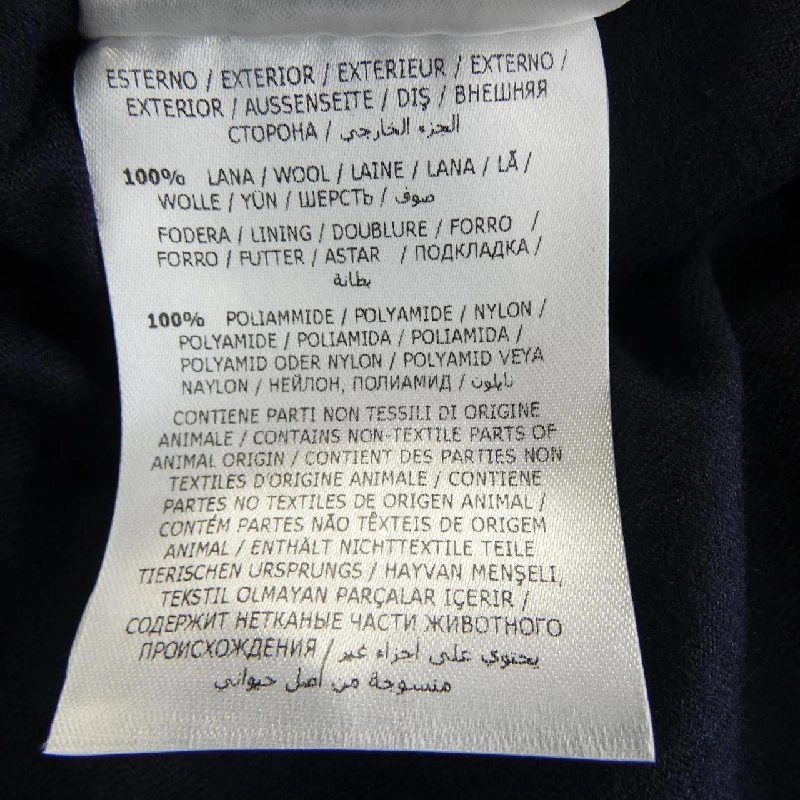 ESTERNO / EXTERIOR / EXTERIEUR / EXTERNO /
EXTERIOR / AUSSENSEITE / DIŞ / ВНЕШНЯЯ
СТОРОНА / الجزء الخارجي
100% LANA / WOOL / LAINE / LANA / LÃ /
WOLLE / YÜN / ШЕРСТЬ / صوف
FODERA / LINING / DOUBLURE / FORRO /
FORRO / FUTTER / ASTAR / ПОДКЛАДКА /
بطانة
100% POLIAMMIDE / POLYAMIDE / NYLON /
POLYAMIDE / POLIAMIDA / POLIAMIDA /
POLYAMID ODER NYLON / POLYAMID VEYA
NAYLON / НЕЙЛОН, ПОЛИАМИД / نايلون
CONTIENE PARTI NON TESSILI DI ORIGINE
ANIMALE / CONTAINS NON-TEXTILE PARTS OF
ANIMAL ORIGIN / CONTIENT DES PARTIES NON
TEXTILES D'ORIGINE ANIMALE / CONTIENE
PARTES NO TEXTILES DE ORIGEN ANIMAL /
CONTÉM PARTES NÃO TÊXTEIS DE ORIGEM
ANIMAL / ENTHÄLT NICHTTEXTILE TEILE
TIERISCHEN URSPRUNGS / HAYVAN MENŞELİ,
TEKSTIL OLMAYAN PARÇALAR IÇERIR /
СОДЕРЖИТ НЕТКАНЫЕ ЧАСТИ ЖИВОТНОГО
ПРОИСХОЖДЕНИЯ / يحتوي على أجزاء غير
منسوجة من أصل حيواني